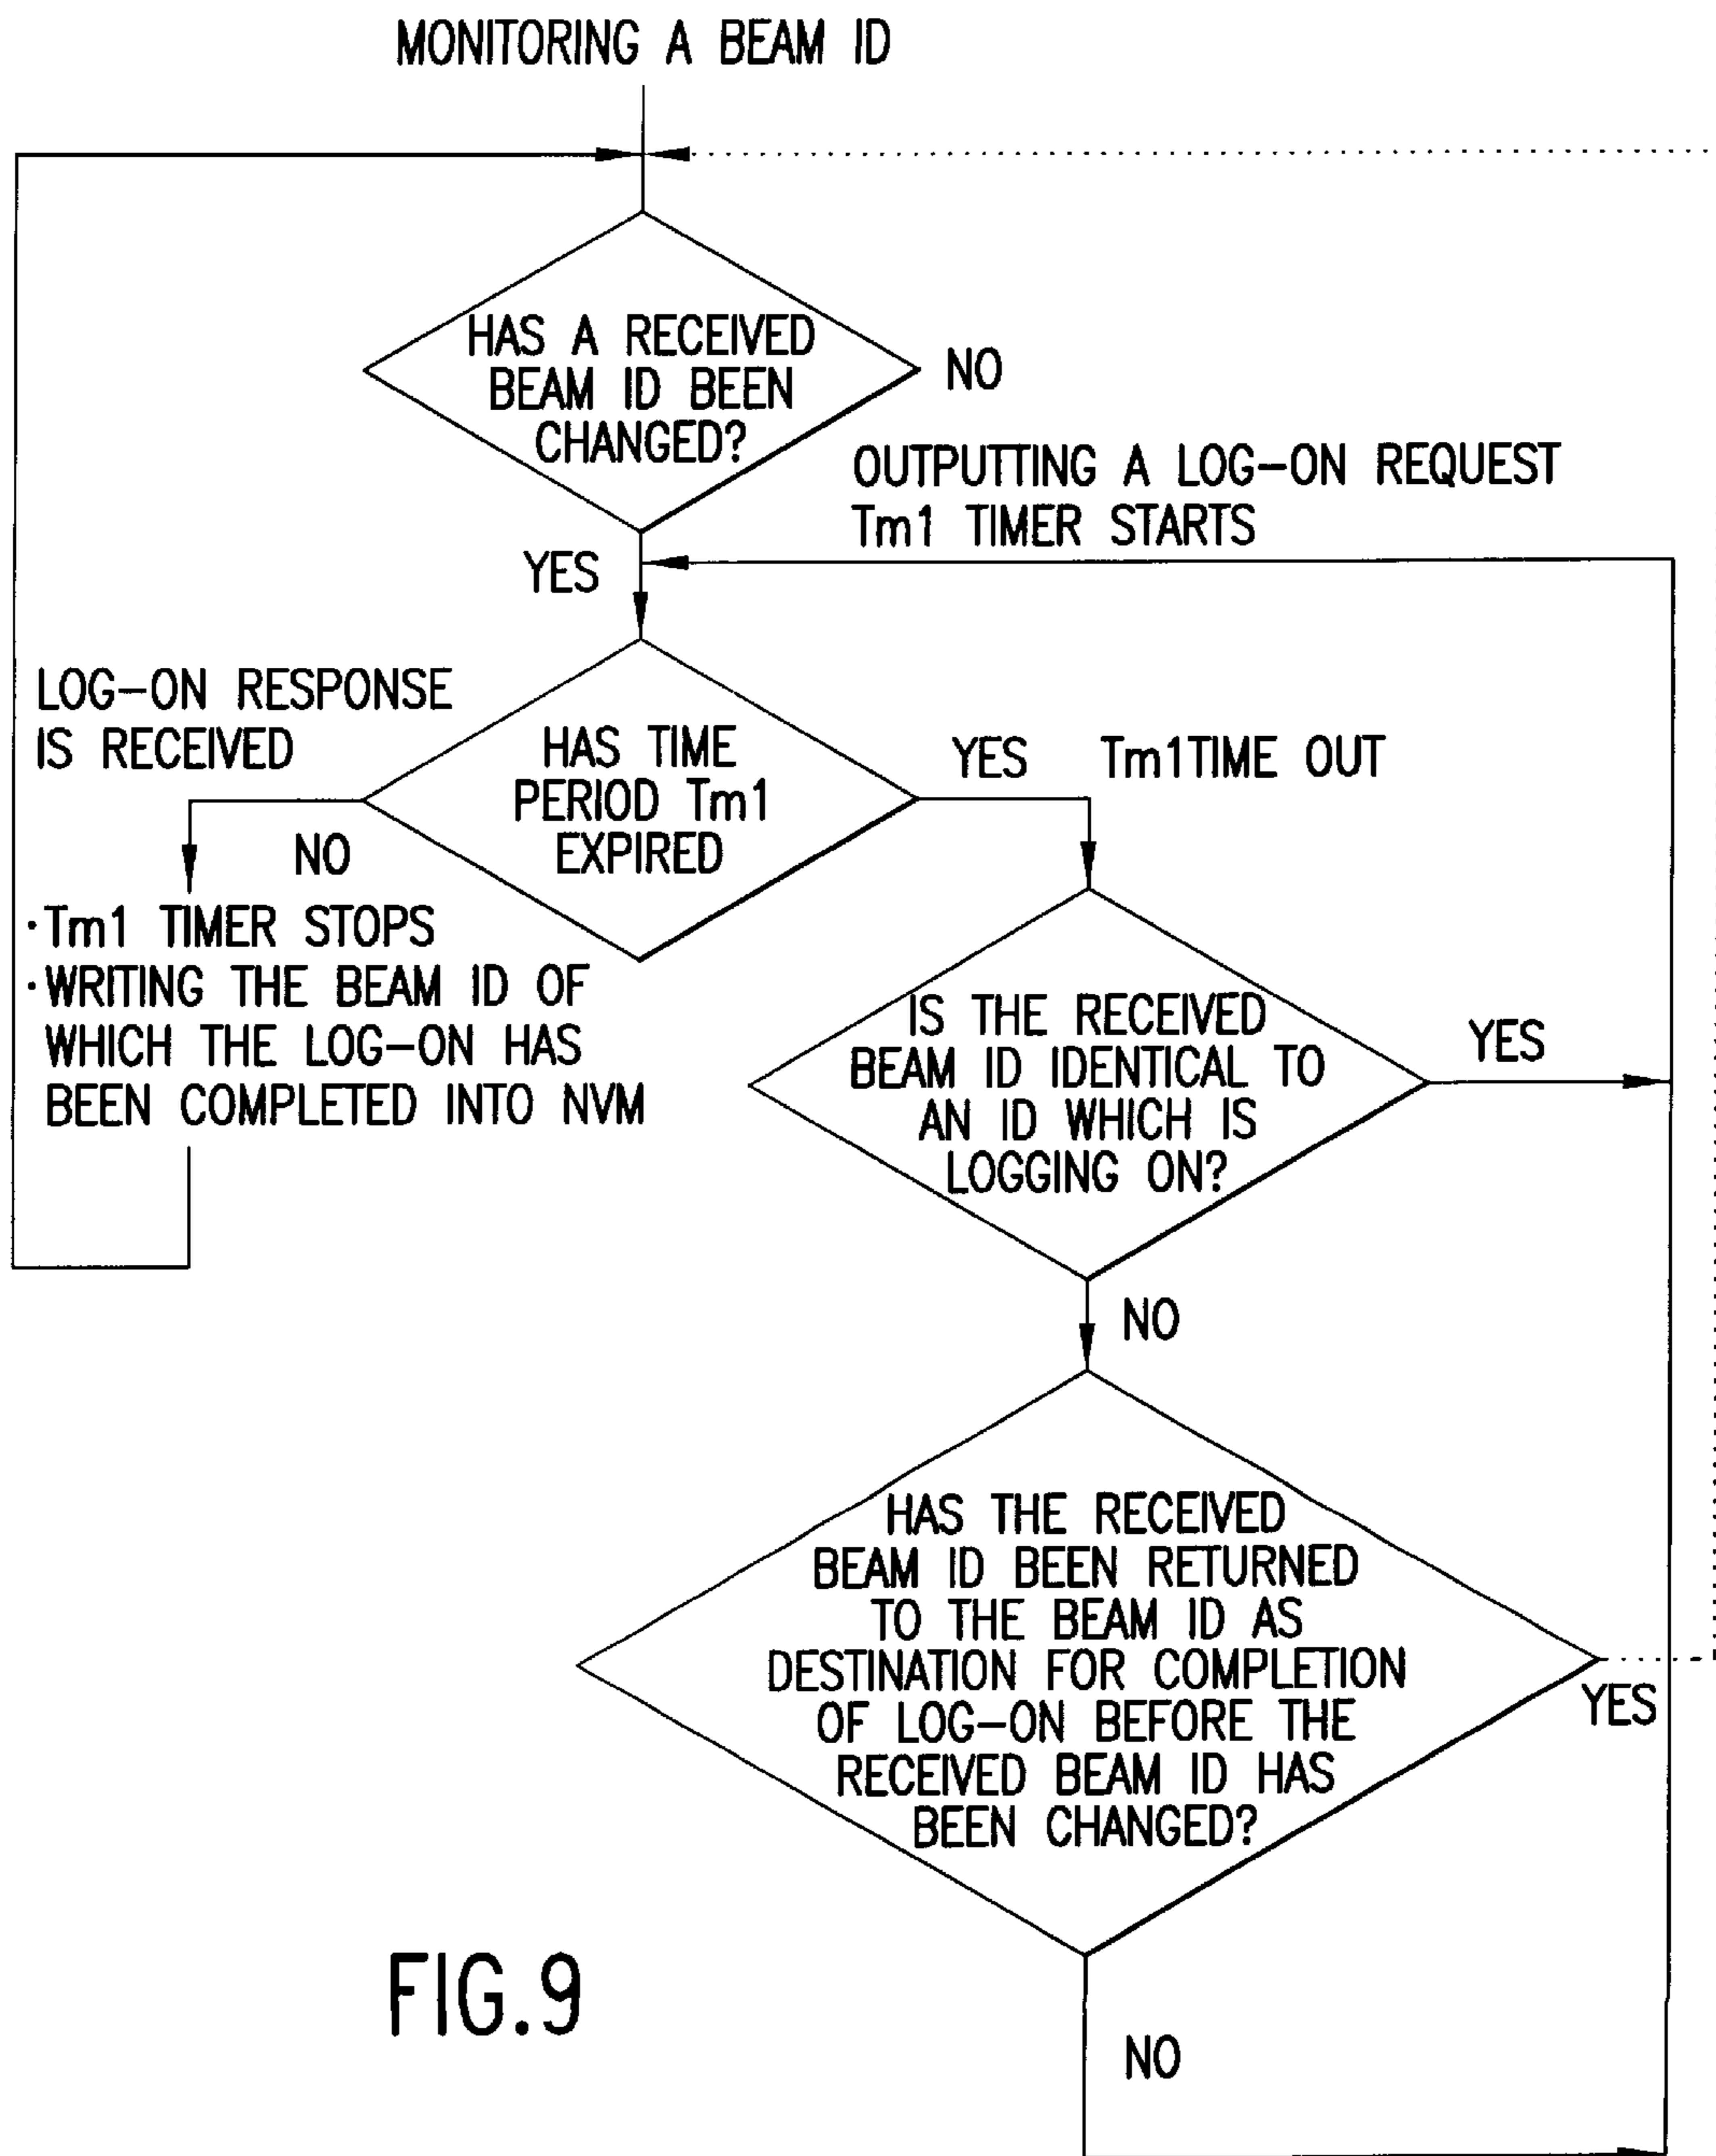 MONITORING A BEAM ID
HAS A RECEIVED
BEAM ID BEEN
CHANGED?
NO
OUTPUTTING A LOG-ON REQUEST
Tm1 TIMER STARTS
YES
LOG-ON RESPONSE
IS RECEIVED
HAS TIME
PERIOD Tm1
EXPIRED
YES
Tm1TIME OUT
NO
·Tm1 TIMER STOPS
·WRITING THE BEAM ID OF
WHICH THE LOG-ON HAS
BEEN COMPLETED INTO NVM
IS THE RECEIVED
BEAM ID IDENTICAL TO
AN ID WHICH IS
LOGGING ON?
YES
NO
HAS THE RECEIVED
BEAM ID BEEN RETURNED
TO THE BEAM ID AS
DESTINATION FOR COMPLETION
OF LOG-ON BEFORE THE
RECEIVED BEAM ID HAS
BEEN CHANGED?
YES
NO
FIG.9